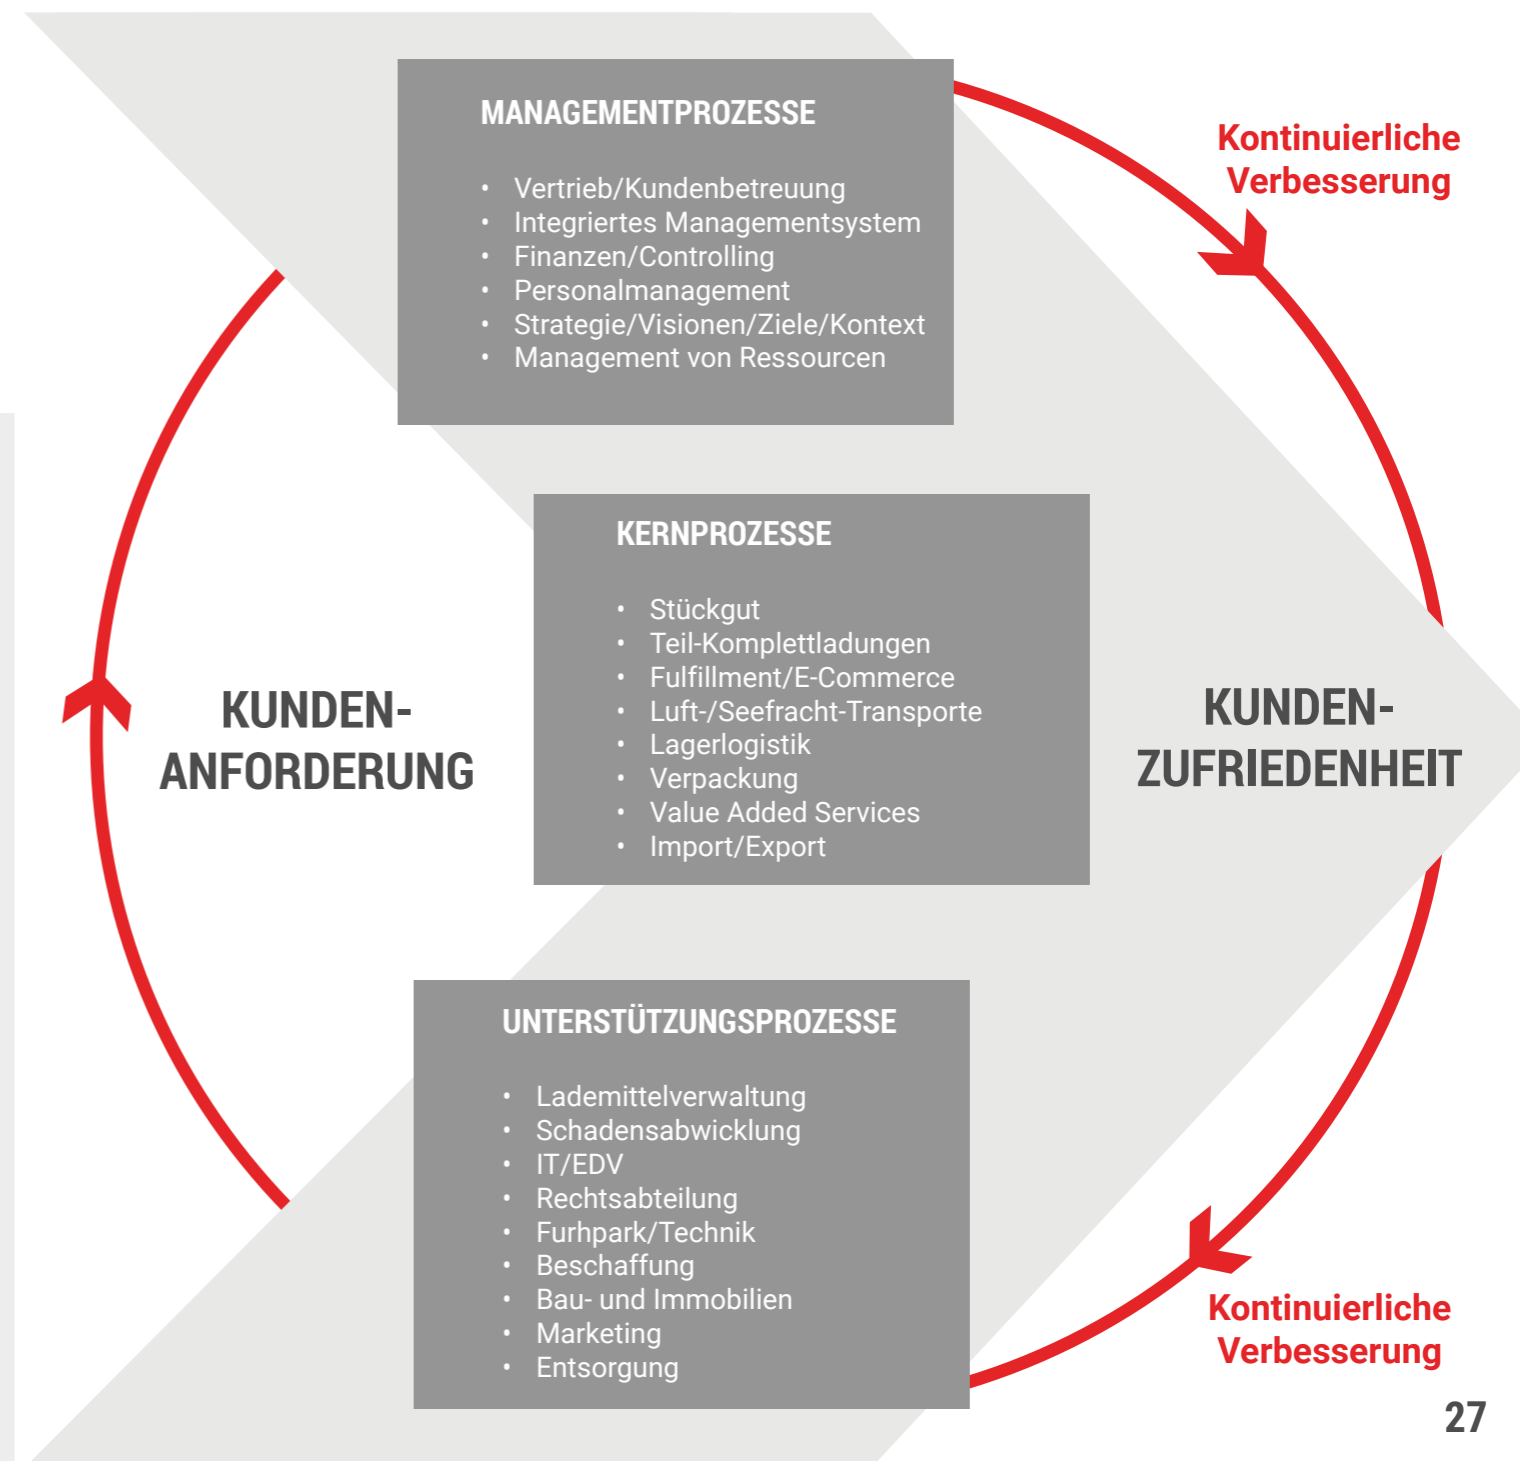 MANAGEMENTPROZESSE
• Vertrieb/Kundenbetreuung
• Integriertes Managementsystem
• Finanzen/Controlling
• Personalmanagement
• Strategie/Visionen/Ziele/Kontext
• Management von Ressourcen
Kontinuierliche
Verbesserung
KERNPROZESSE
• Stückgut
• Teil-Komplettladungen
• Fulfillment/E-Commerce
• Luft-/Seefracht-Transporte
• Lagerlogistik
• Verpackung
• Value Added Services
• Import/Export
KUNDEN-
ANFORDERUNG
KUNDEN-
ZUFRIEDENHEIT
UNTERSTÜTZUNGSPROZESSE
• Lademittelverwaltung
• Schadensabwicklung
• IT/EDV
• Rechtsabteilung
• Furhpark/Technik
• Beschaffung
• Bau- und Immobilien
• Marketing
• Entsorgung
Kontinuierliche
Verbesserung
27